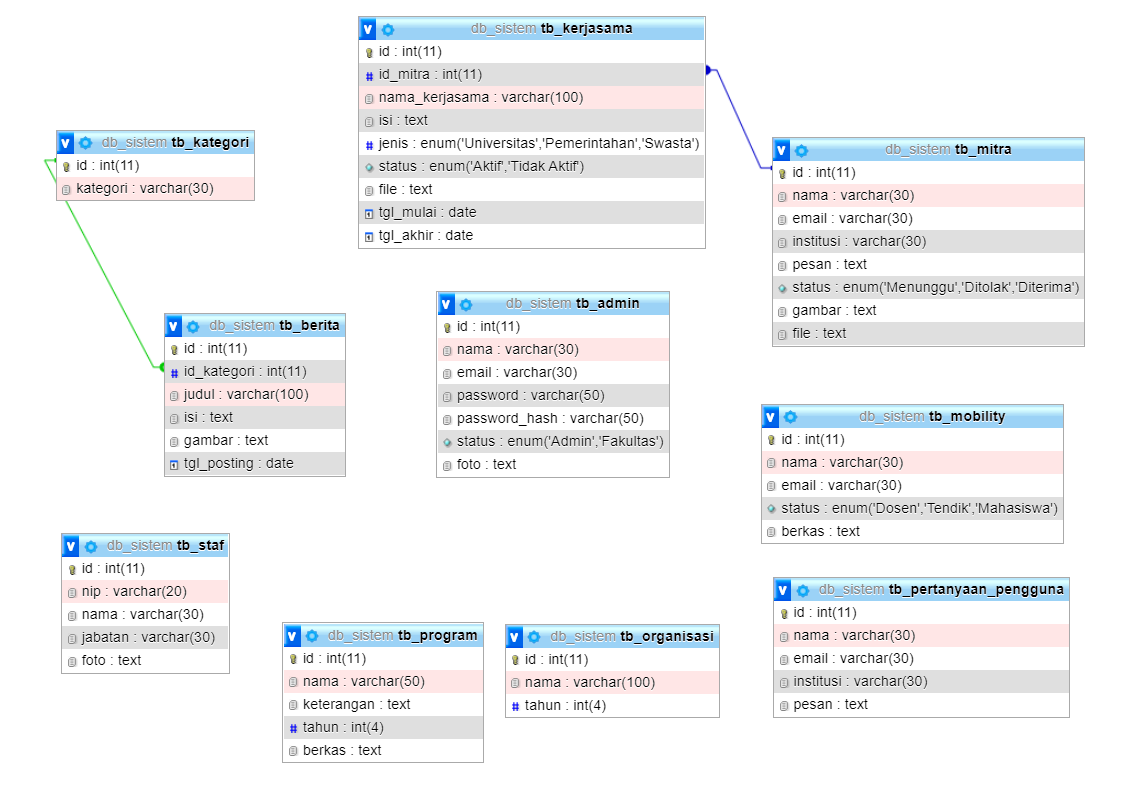 db_sistem tb_kerjasama
id : int(11)
id_mitra : int(11)
nama_kerjasama : varchar(100)
isi : text
jenis : enum('Universitas','Pemerintahan','Swasta')
status : enum('Aktif','Tidak Aktif')
file : text
tgl_mulai : date
tgl_akhir : date
v db_sistem tb_kategori
id : int(11)
kategori : varchar(30)
v db_sistem tb_mitra
id : int(11)
nama : varchar(30)
email : varchar(30)
institusi : varchar(30)
pesan : text
status : enum('Menunggu','Ditolak','Diterima')
gambar : text
file : text
v db_sistem tb_berita
id : int(11)
id_kategori : int(11)
judul : varchar(100)
isi : text
gambar : text
tgl_posting : date
v db_sistem tb_admin
id : int(11)
nama : varchar(30)
email : varchar(30)
password : varchar(50)
password_hash : varchar(50)
status : enum('Admin','Fakultas')
foto : text
v db_sistem tb_mobility
id : int(11)
nama : varchar(30)
email : varchar(30)
status : enum('Dosen','Tendik','Mahasiswa')
berkas : text
v db_sistem tb_staf
id : int(11)
nip : varchar(20)
nama : varchar(30)
jabatan : varchar(30)
foto : text
v db_sistem tb_program
id : int(11)
nama : varchar(50)
keterangan : text
tahun : int(4)
berkas : text
v db_sistem tb_organisasi
id : int(11)
nama : varchar(100)
tahun : int(4)
v db_sistem tb_pertanyaan_pengguna
id : int(11)
nama : varchar(30)
email : varchar(30)
institusi : varchar(30)
pesan : text